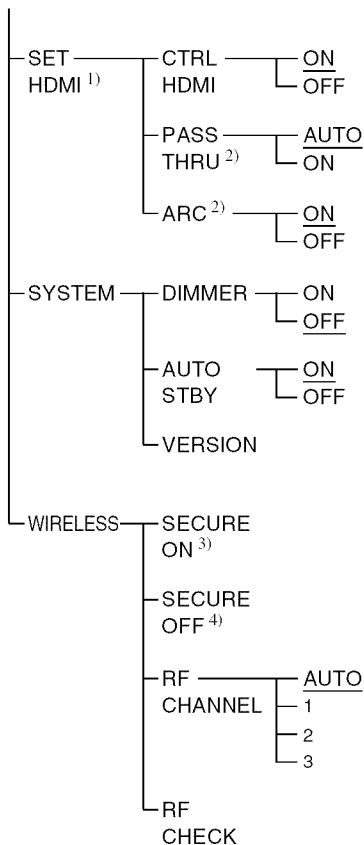 SET CTRL ON
HDMI 1) HDMI OFF
PASS AUTO
THRU 2) ON
ARC 2) ON
OFF
SYSTEM DIMMER ON
OFF
AUTO ON
STBY OFF
VERSION
WIRELESS SECURE
ON 3)
SECURE
OFF 4)
RF AUTO
CHANNEL 1
2
3
RF
CHECK